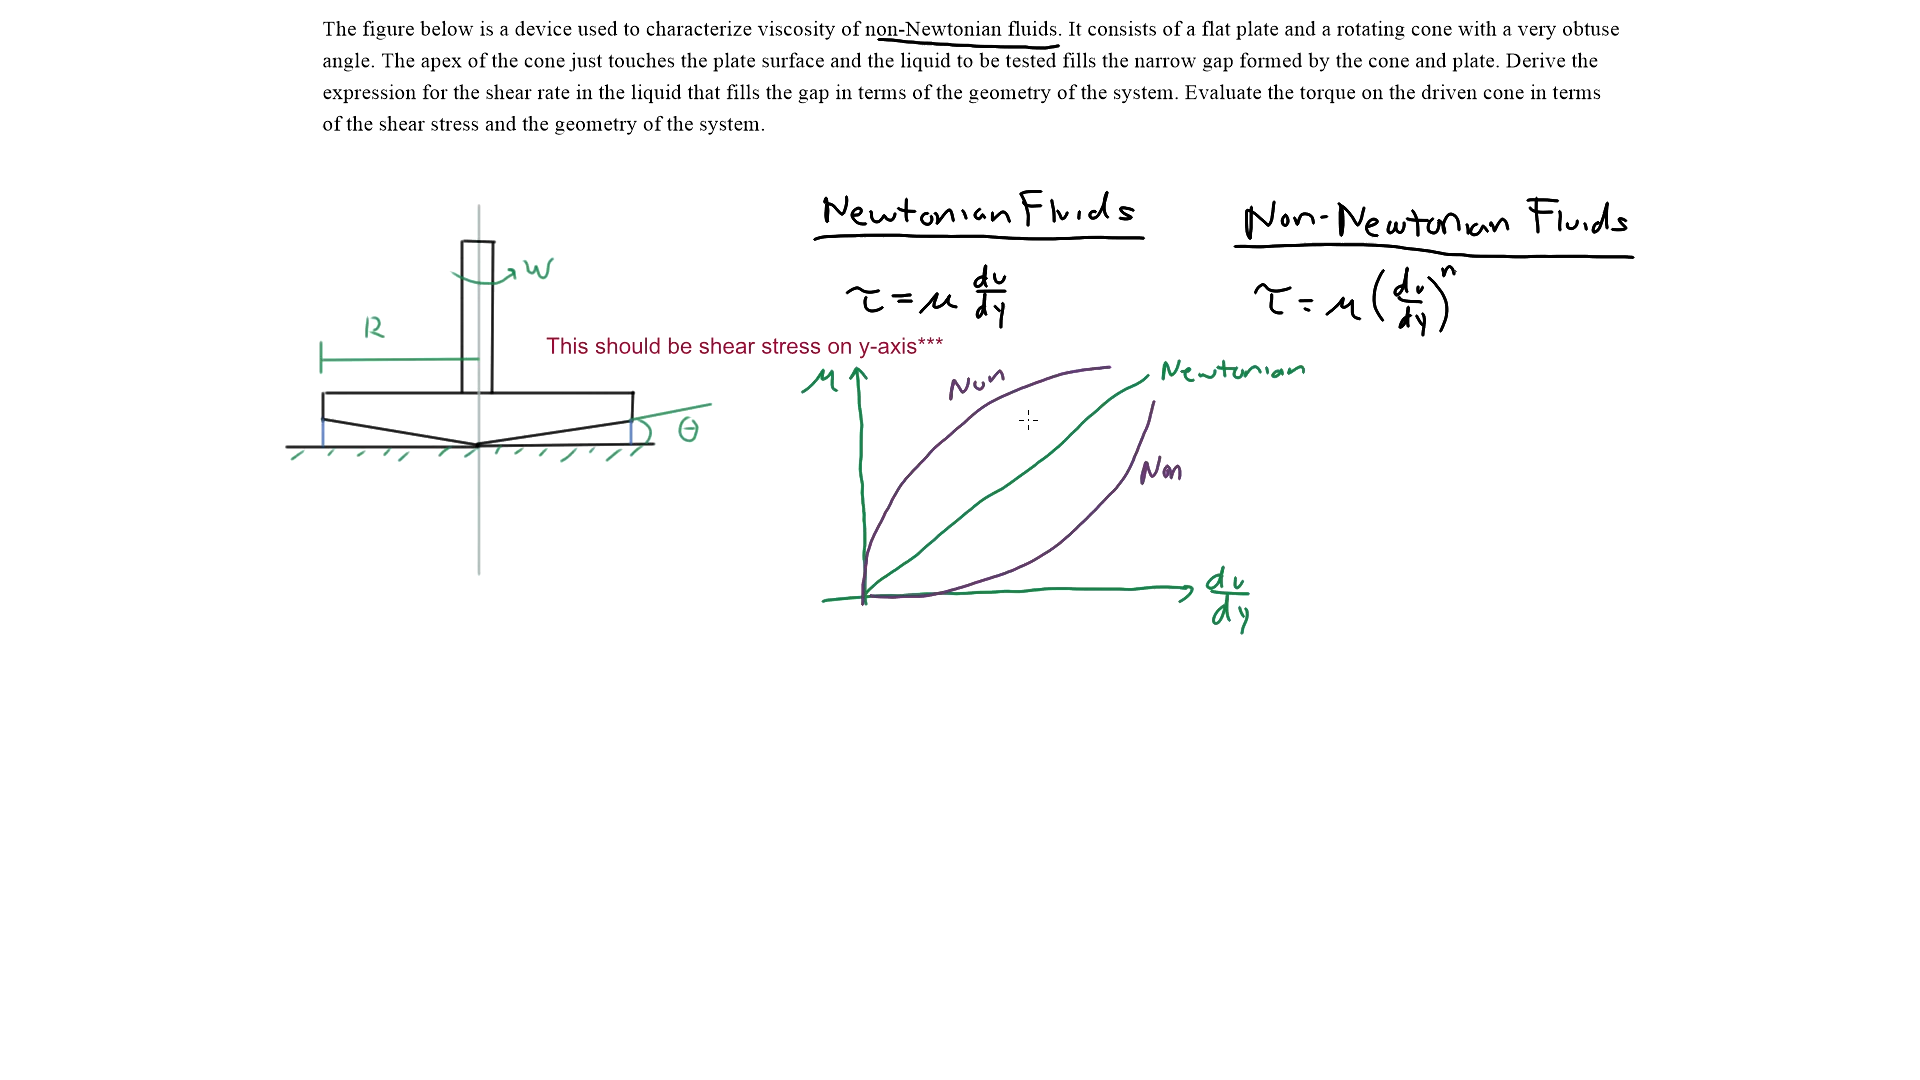 The figure below is a device used to characterize viscosity of non-Newtonian fluids. It consists of a flat plate and a rotating cone with a very obtuse
angle. The apex of the cone just touches the plate surface and the liquid to be tested fills the narrow gap formed by the cone and plate. Derive the
expression for the shear rate in the liquid that fills the gap in terms of the geometry of the system. Evaluate the torque on the driven cone in terms
of the shear stress and the geometry of the system.
Newtonian Fluids
Non-Newtonian Fluids
τ = μ du/dy
τ = μ (du/dy)^n
ω
R
θ
This should be shear stress on y-axis***
μ
Non
Newtonian
Non
du/dy